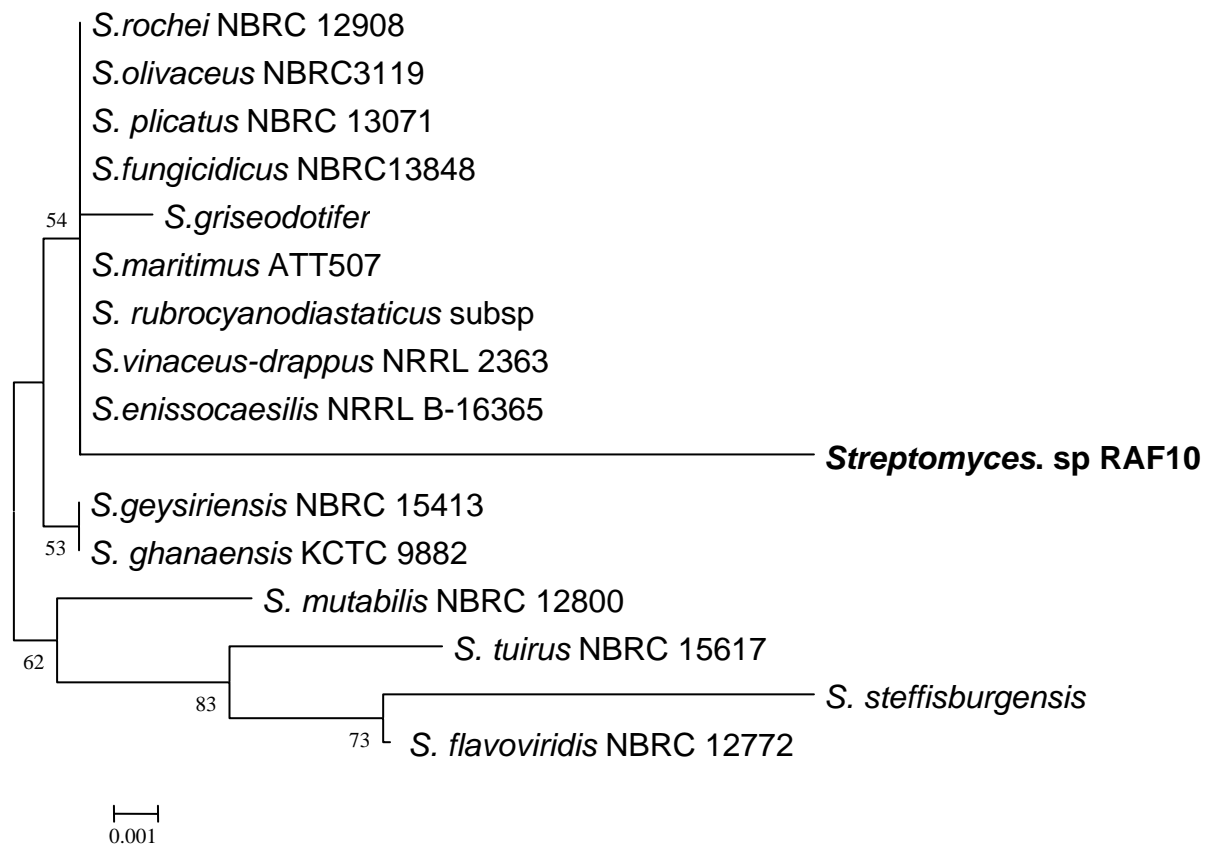 S.rochei NBRC 12908
S.olivaceus NBRC3119
S. plicatus NBRC 13071
S.fungicidicus NBRC13848
54
S.griseodotifer
S.maritimus ATT507
S. rubrocyanodiastaticus subsp
S.vinaceus-drappus NRRL 2363
S.enissocaesilis NRRL B-16365
Streptomyces. sp RAF10
S.geysiriensis NBRC 15413
53
S. ghanaensis KCTC 9882
S. mutabilis NBRC 12800
62
S. tuirus NBRC 15617
83
S. steffisburgensis
73
S. flavoviridis NBRC 12772
0.001